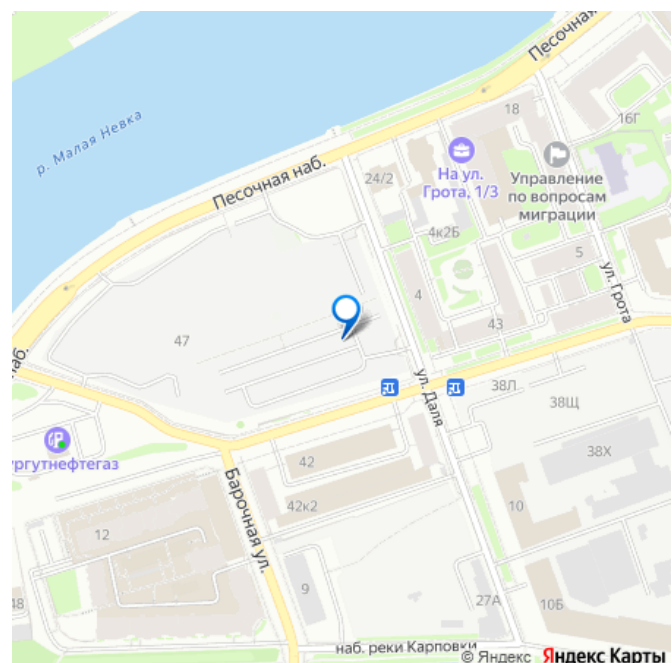 Песочная
18
16Г
р. Малая Невка
На ул.
Грота, 1/3
Управление
по вопросам
миграции
Песочная наб.
24/2
4к2Б
5
ул. Грота
4
43
47
наб.
ул. Даля
38Л
38Щ
38Х
ургутнефтегаз
42
42к2
10
Барочная ул.
12
9
48
27А
10Б
наб. реки Карповки
© Яндекс Яндекс Карты